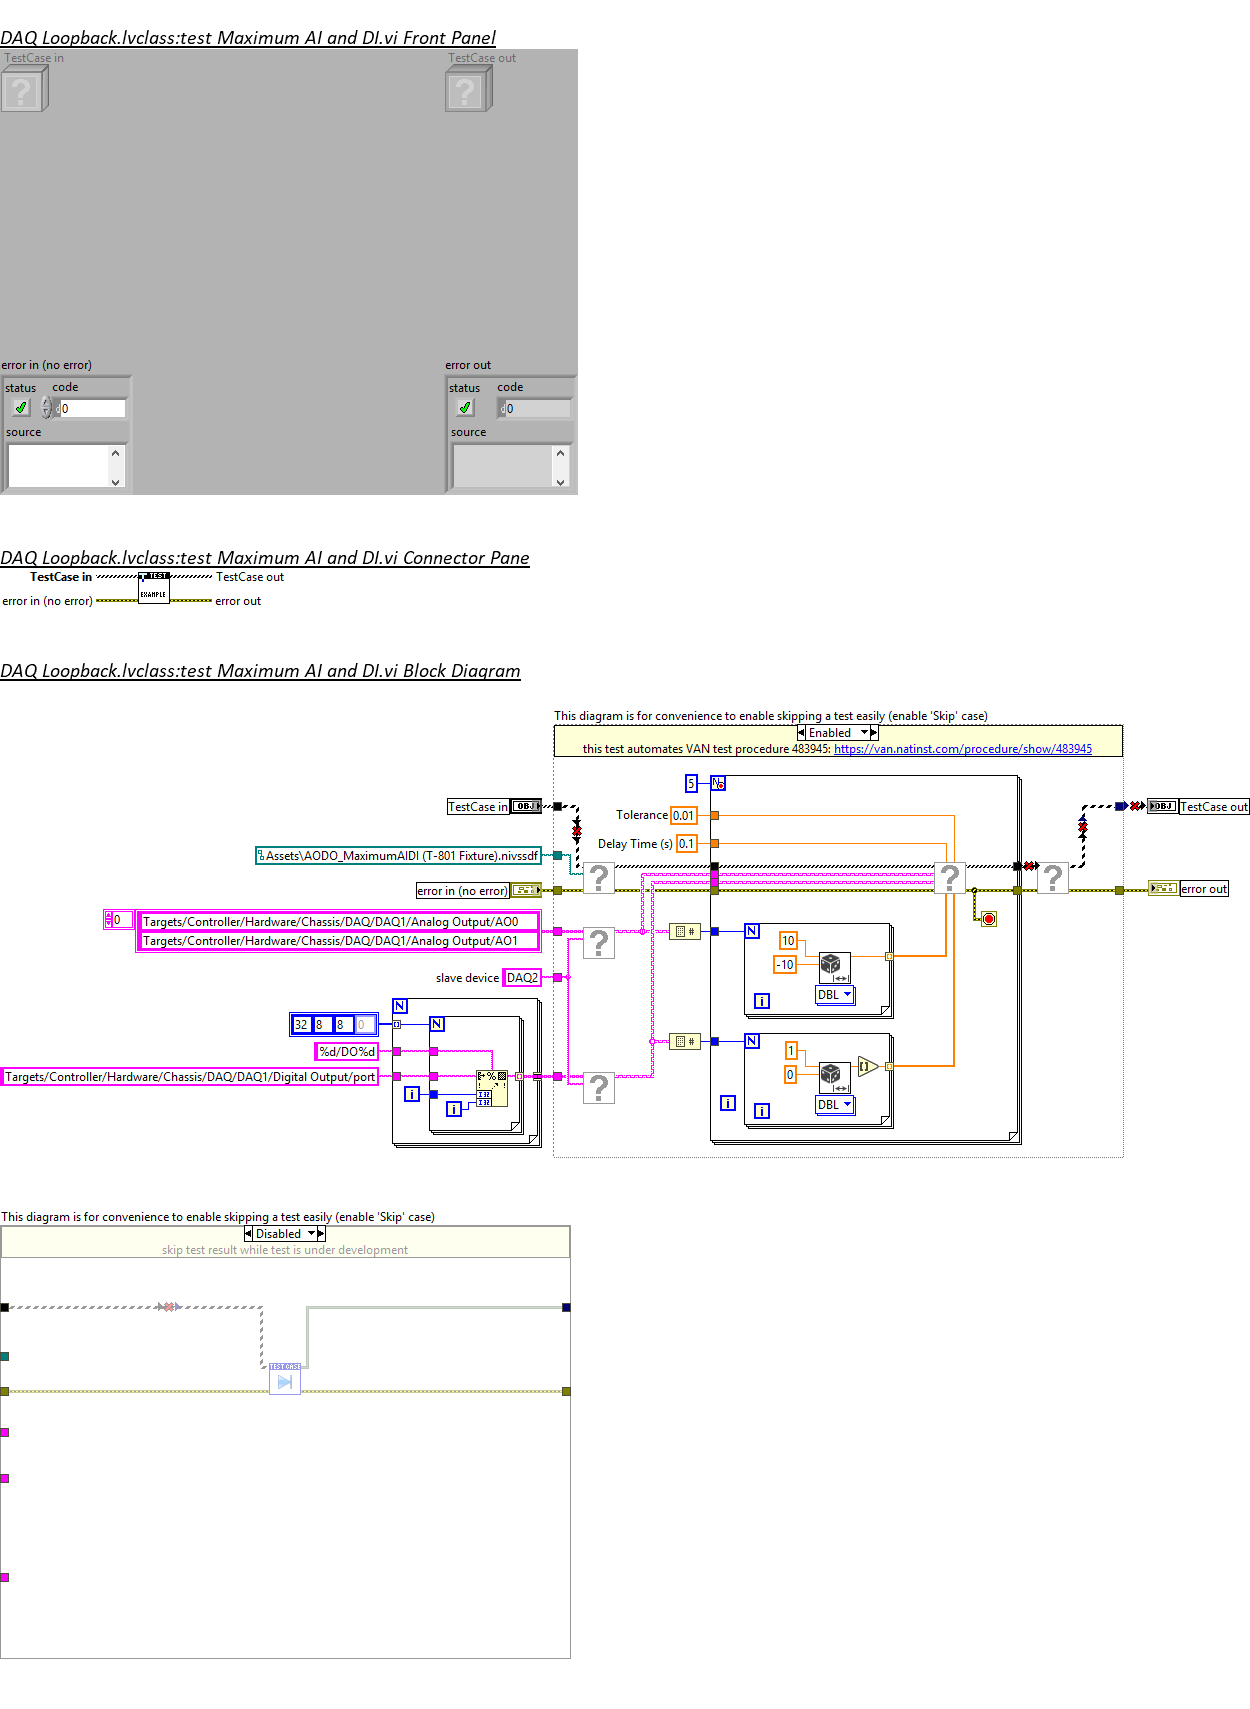 DAQ Loopback.lvclass:test Maximum AI and DI.vi Front Panel
TestCase in
TestCase out
?
?
error in (no error)
error out
status
code
status
code
d
0
d
0
source
source
DAQ Loopback.lvclass:test Maximum AI and DI.vi Connector Pane
TestCase in
TEST
TestCase out
error in (no error)
EXAMPLE
error out
DAQ Loopback.lvclass:test Maximum AI and DI.vi Block Diagram
This diagram is for convenience to enable skipping a test easily (enable 'Skip' case)
Enabled
this test automates VAN test procedure 483945: https://van.natinst.com/procedure/show/483945
5
N
TestCase in
OBJ
OBJ
TestCase out
Tolerance
0.01
Delay Time (s)
0.1
Assets\AODO_MaximumAIDI (T-801 Fixture).nivssdf
?
?
?
error in (no error)
error out
0
Targets/Controller/Hardware/Chassis/DAQ/DAQ1/Analog Output/AO0
Targets/Controller/Hardware/Chassis/DAQ/DAQ1/Analog Output/AO1
?
#
N
10
-10
slave device
DAQ2
DBL
i
N
32
8
8
0
N
%d/DO%d
#
N
1
0
Targets/Controller/Hardware/Chassis/DAQ/DAQ1/Digital Output/port
%
?
i
i
i
i
DBL
This diagram is for convenience to enable skipping a test easily (enable 'Skip' case)
Disabled
skip test result while test is under development
TEST CASE